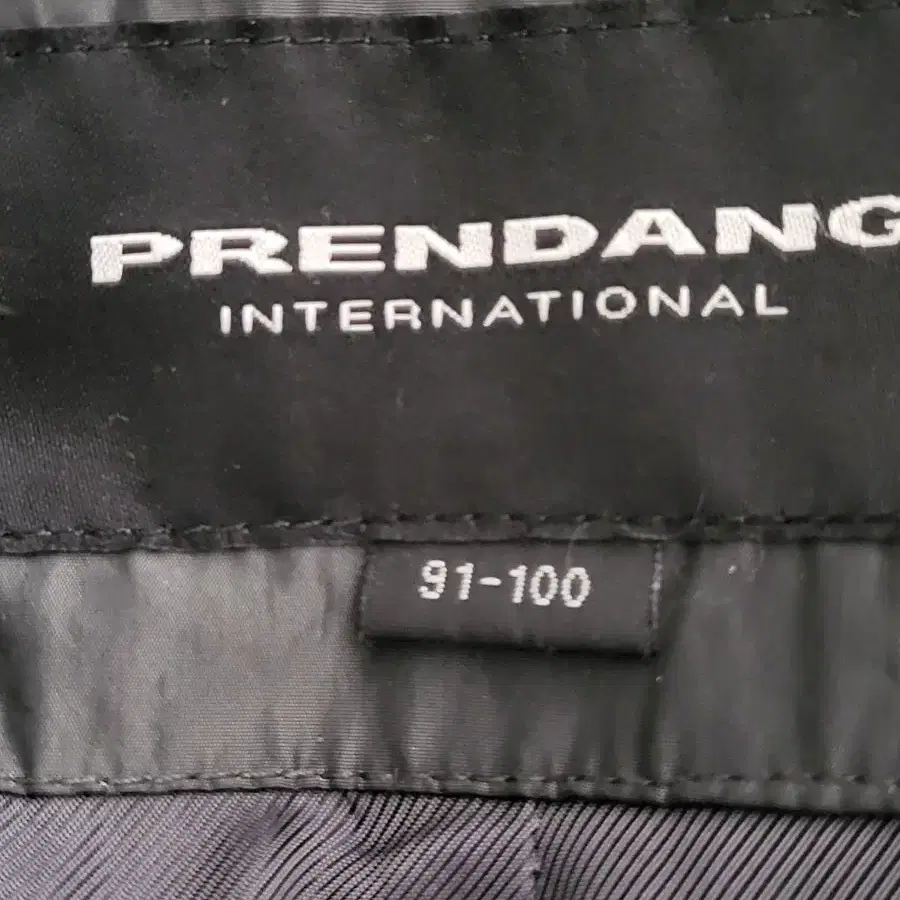 PRENDANG
INTERNATIONAL
91-100